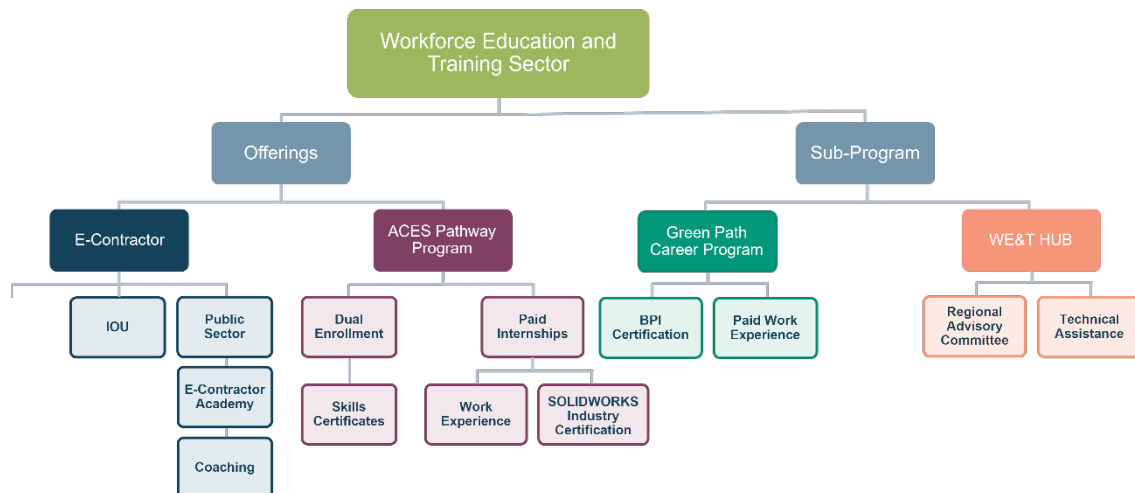 Workforce Education and
Training Sector
Offerings
Sub-Program
E-Contractor
ACES Pathway
Program
Green Path
Career Program
WE&T HUB
IOU
Public
Sector
Dual
Enrollment
Paid
Internships
BPI
Certification
Paid Work
Experience
Regional
Advisory
Committee
Technical
Assistance
E-Contractor
Academy
Skills
Certificates
Work
Experience
SOLIDWORKS
Industry
Certification
Coaching